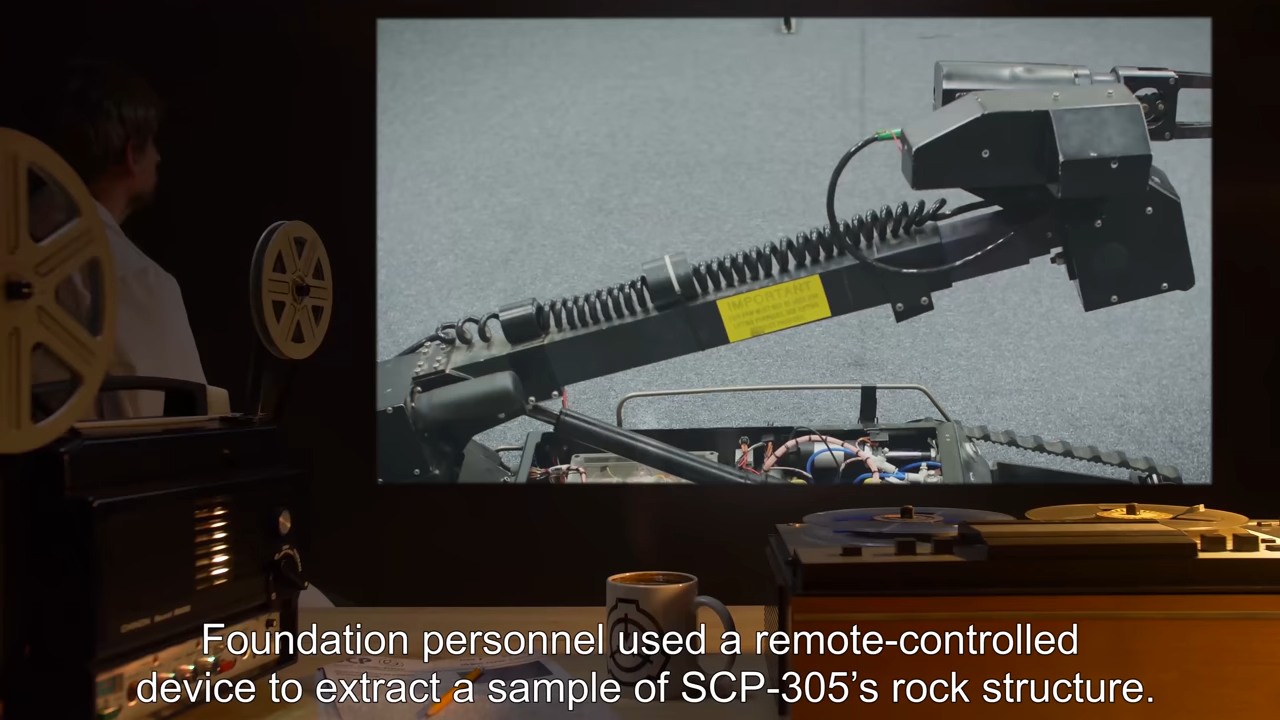 IMPORTANT
Foundation personnel used a remote-controlled
device to extract a sample of SCP-305’s rock structure.